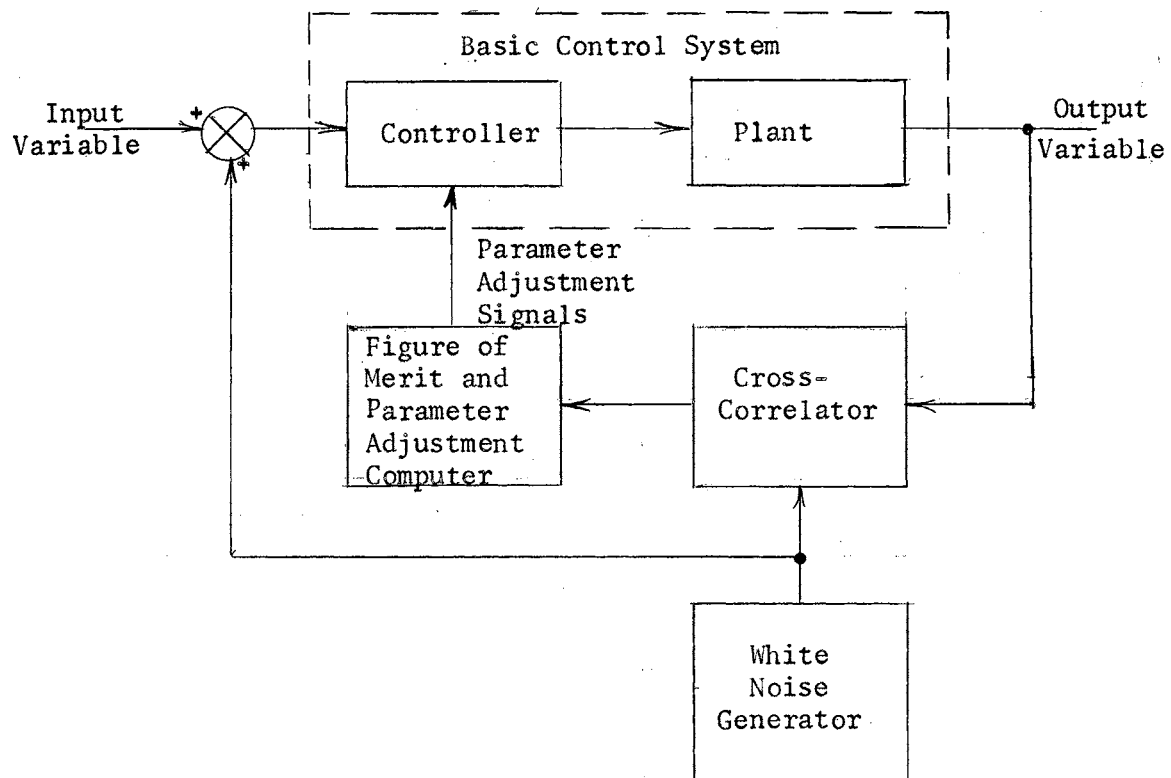 Basic Control System
Input
Variable
+
+
Controller
Plant
Output
Variable
Parameter
Adjustment
Signals
Figure of
Merit and
Parameter
Adjustment
Computer
Cross-
Correlator
White
Noise
Generator